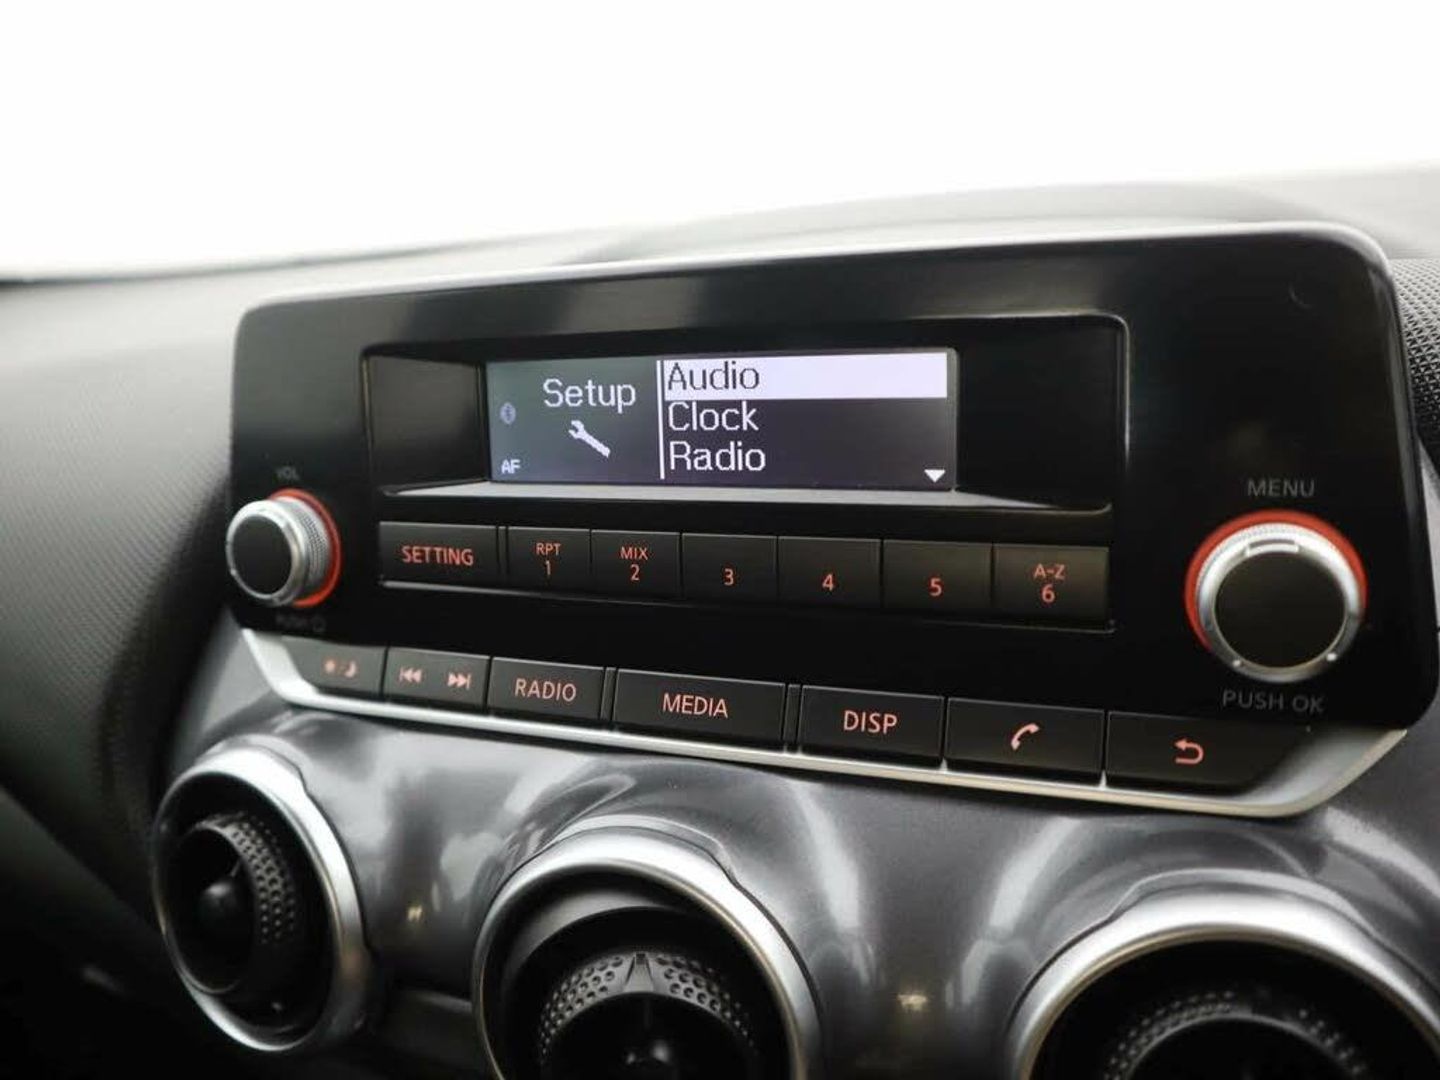 Setup
AF
Audio
Clock
Radio
VOL
MENU
SETTING
RPT
1
MIX
2
3
4
5
A-Z
6
PUSH
PUSH OK
RADIO
MEDIA
DISP